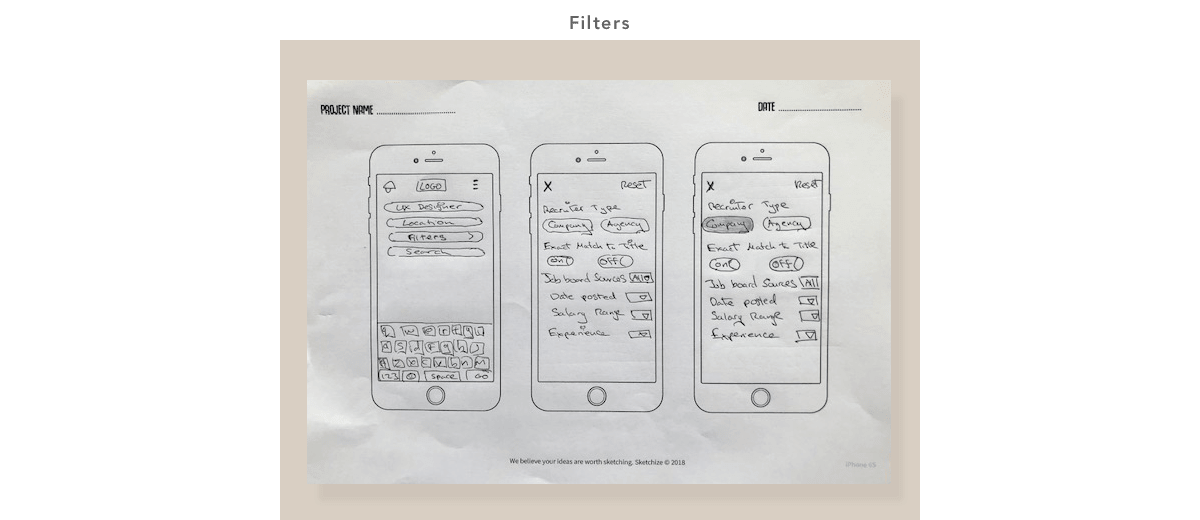 Filters
PROJECT NAME
DATE
LOGO
UX Designer
Location
Filters >
Search
123
Space
GO
X Reset
Recruiter Type
Company Agency
Exact Match to Title
on off
Job board Sources All
Date posted
Salary Range
Experience
X Reset
Recruitor Type
Company Agency
Exact Match to Title
on off
Job board Sources All
Date posted
Salary Range
Experience
We believe your ideas are worth sketching. Sketchize © 2018